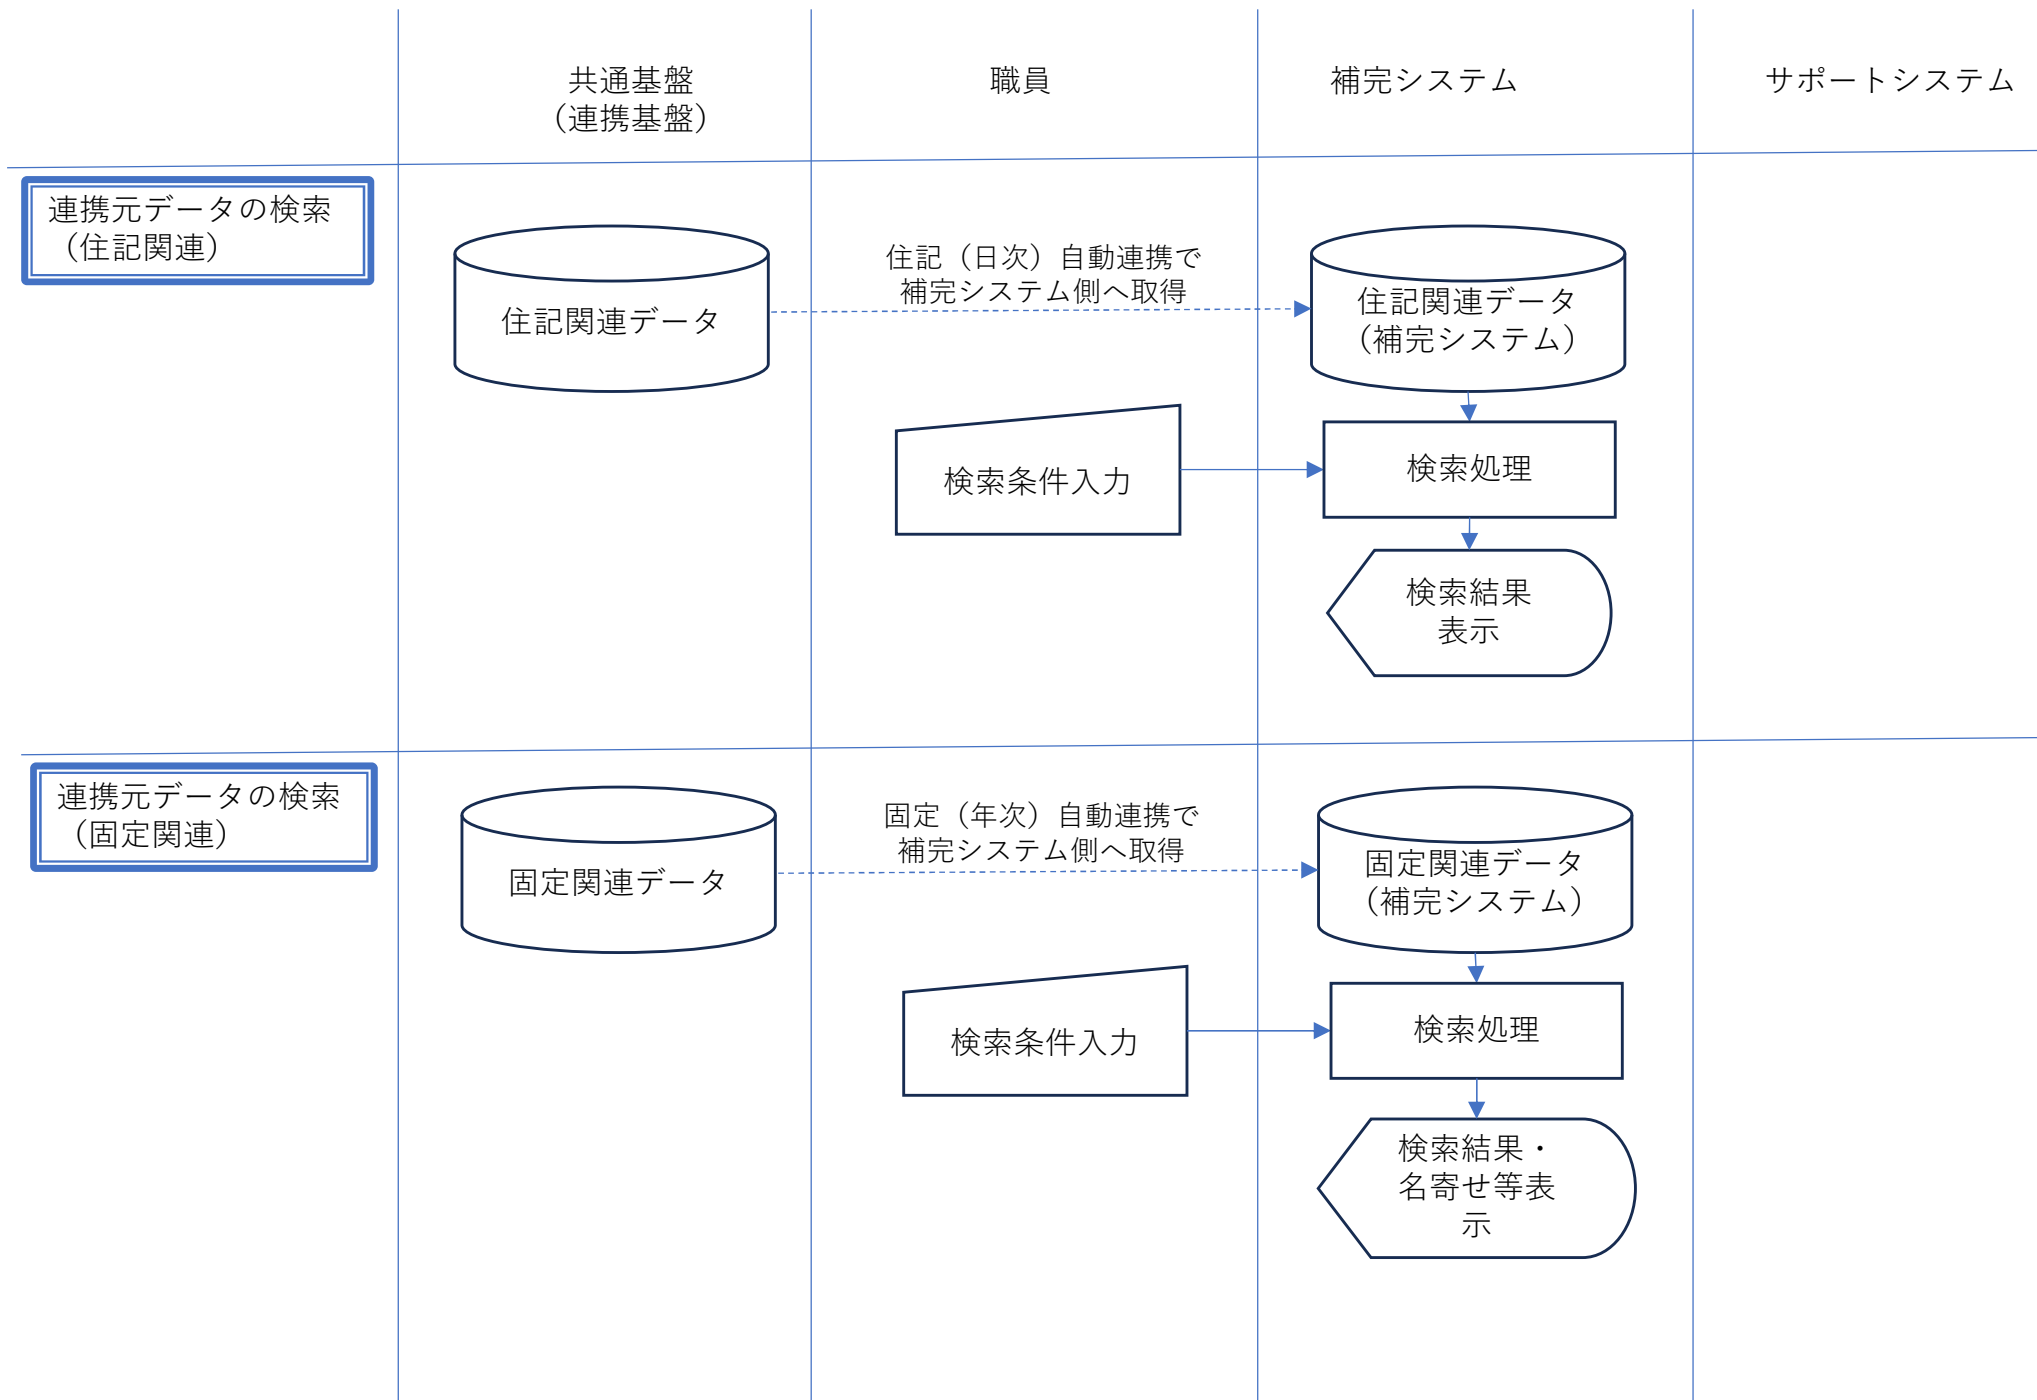 共通基盤
（連携基盤）
職員
補完システム
サポートシステム
連携元データの検索
（住記関連）
住記関連データ
住記（日次）自動連携で
補完システム側へ取得
住記関連データ
（補完システム）
検索条件入力
検索処理
検索結果
表示
連携元データの検索
（固定関連）
固定関連データ
固定（年次）自動連携で
補完システム側へ取得
固定関連データ
（補完システム）
検索条件入力
検索処理
検索結果・
名寄せ等表
示